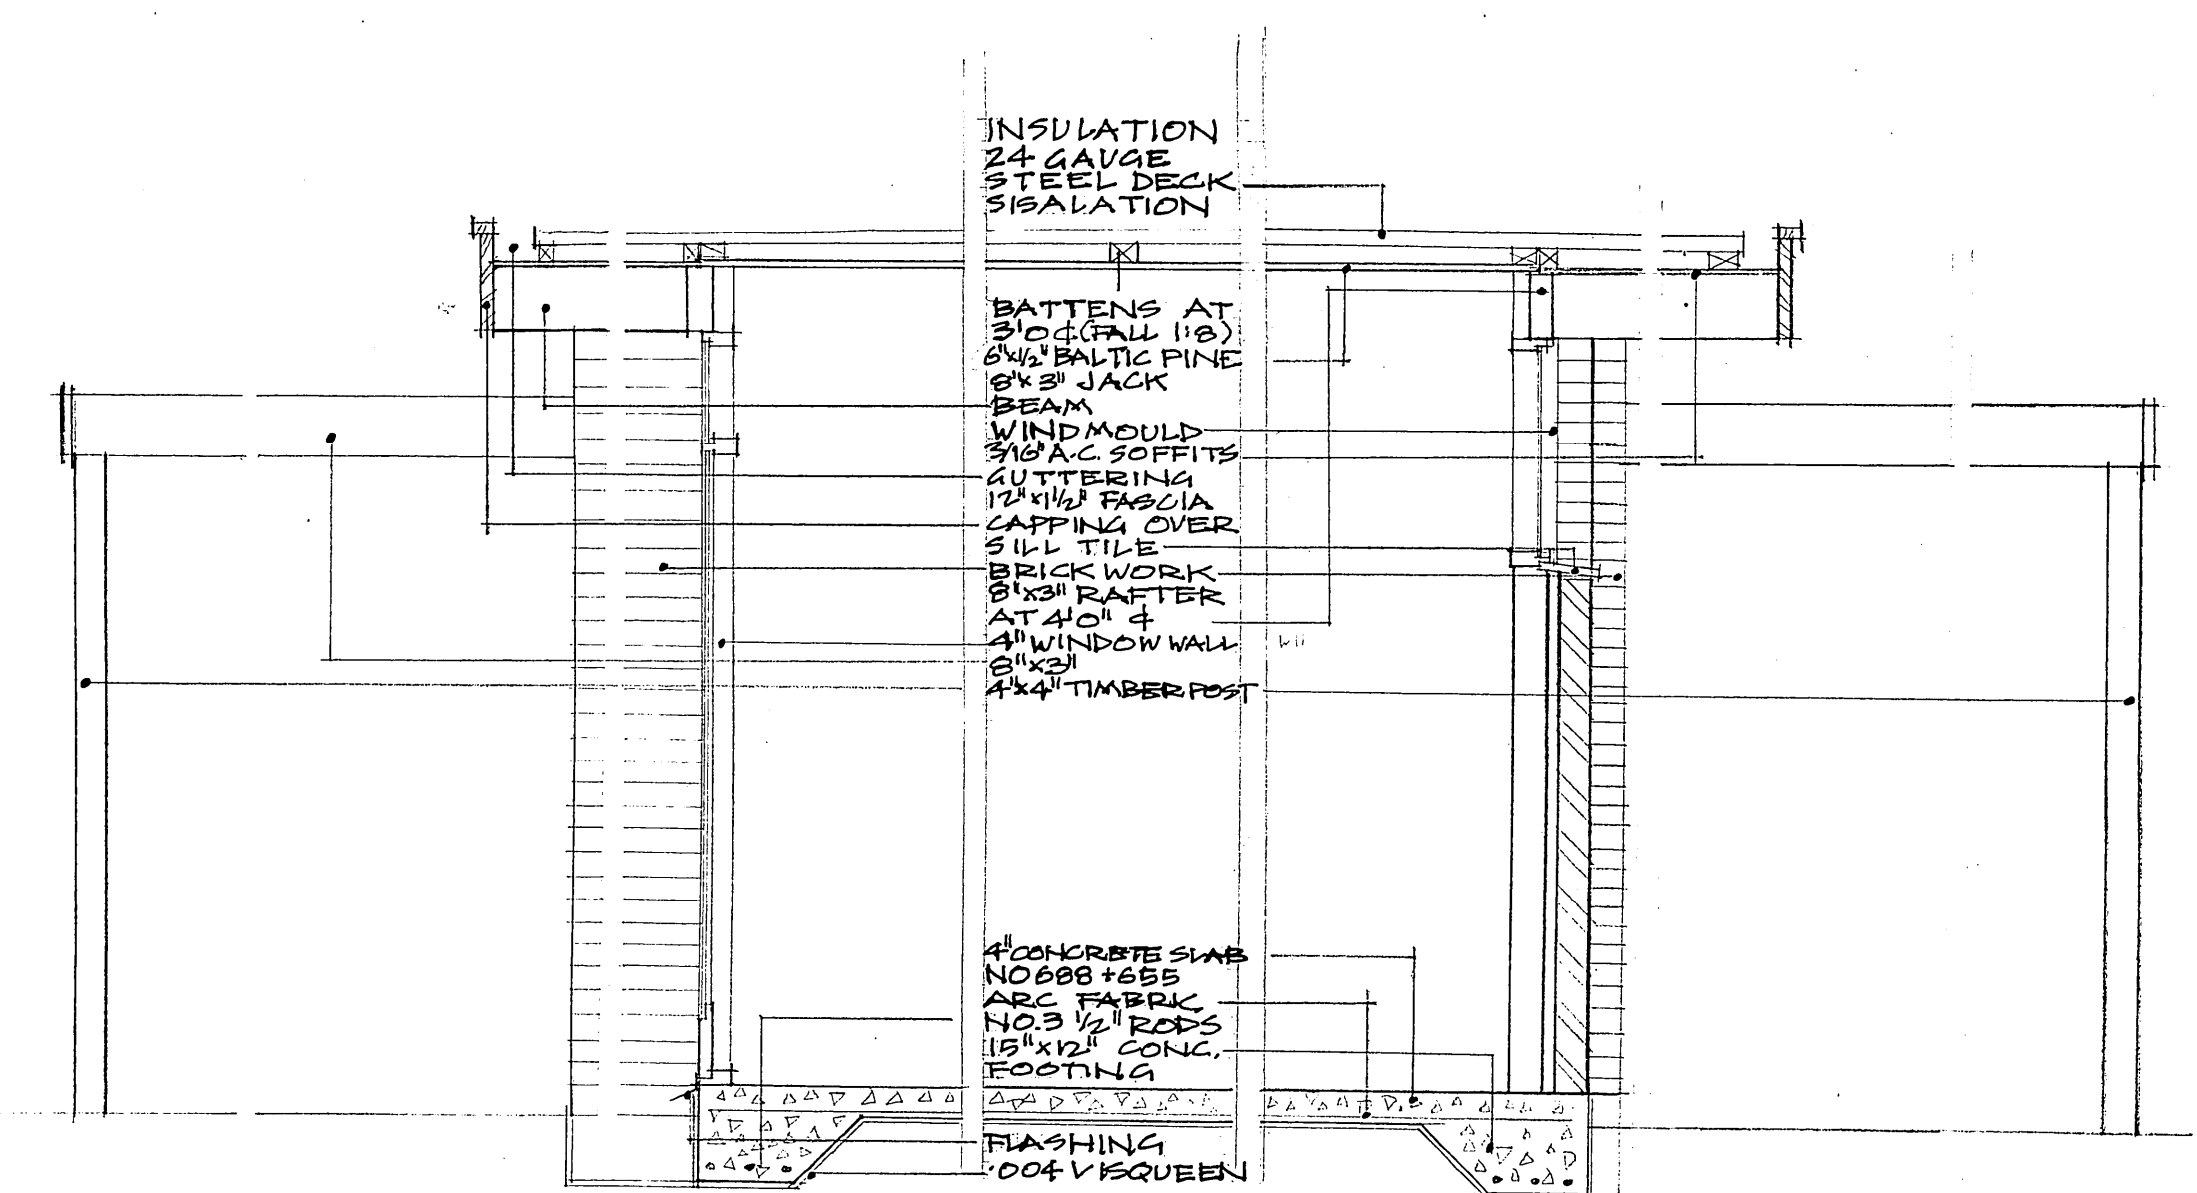 INSULATION
24 GAUGE
STEEL DECK
SISALATION
BATTENS AT
3'0 ℄ (FALL 1:8)
6"x1/2" BALTIC PINE
8"x3" JACK
BEAM
WINDMOULD
3/16" A.C. SOFFITS
GUTTERING
12"x1 1/2" FASCIA
CAPPING OVER
SILL TILE
BRICKWORK
8"x3" RAFTER
AT 4'0" ℄
4" WINDOW WALL
8"x3"
4"x4" TIMBER POST
4" CONCRETE SLAB
NO 688 + 655
ARC FABRIC
NO.3 1/2" RODS
15"x12" CONC.
FOOTING
FLASHING
.004 VISQUEEN